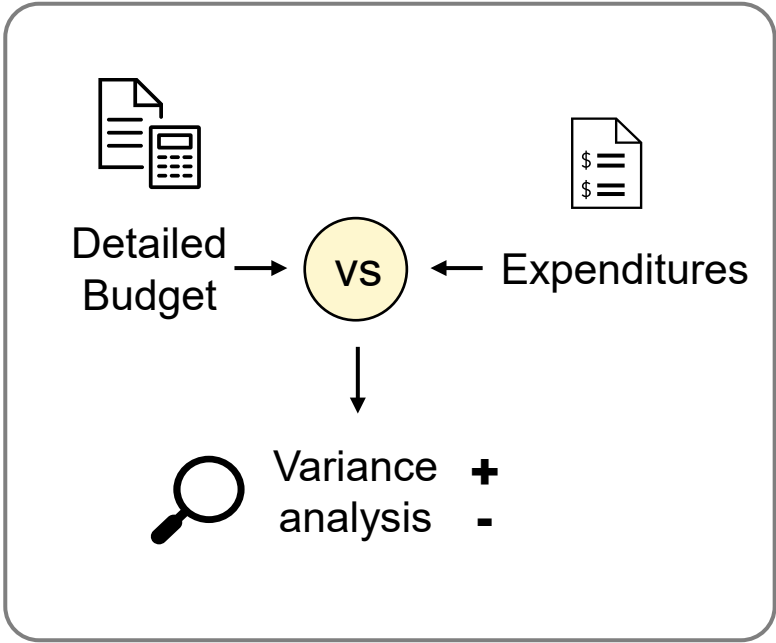 $
$
Detailed
Budget
vs
Expenditures
Variance +
analysis -